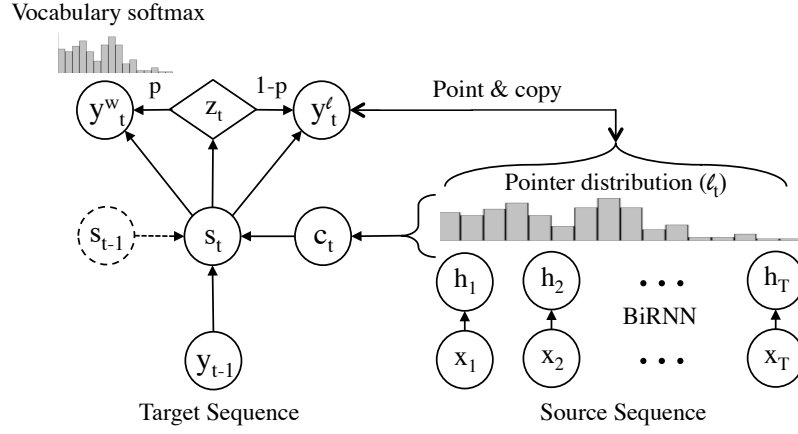 Vocabulary softmax
p
1-p
y^w_t
z_t
y^ℓ_t
Point & copy
Pointer distribution (ℓ_t)
s_{t-1}
s_t
c_t
h_1
h_2
• • •
h_T
BiRNN
y_{t-1}
x_1
x_2
• • •
x_T
Target Sequence
Source Sequence